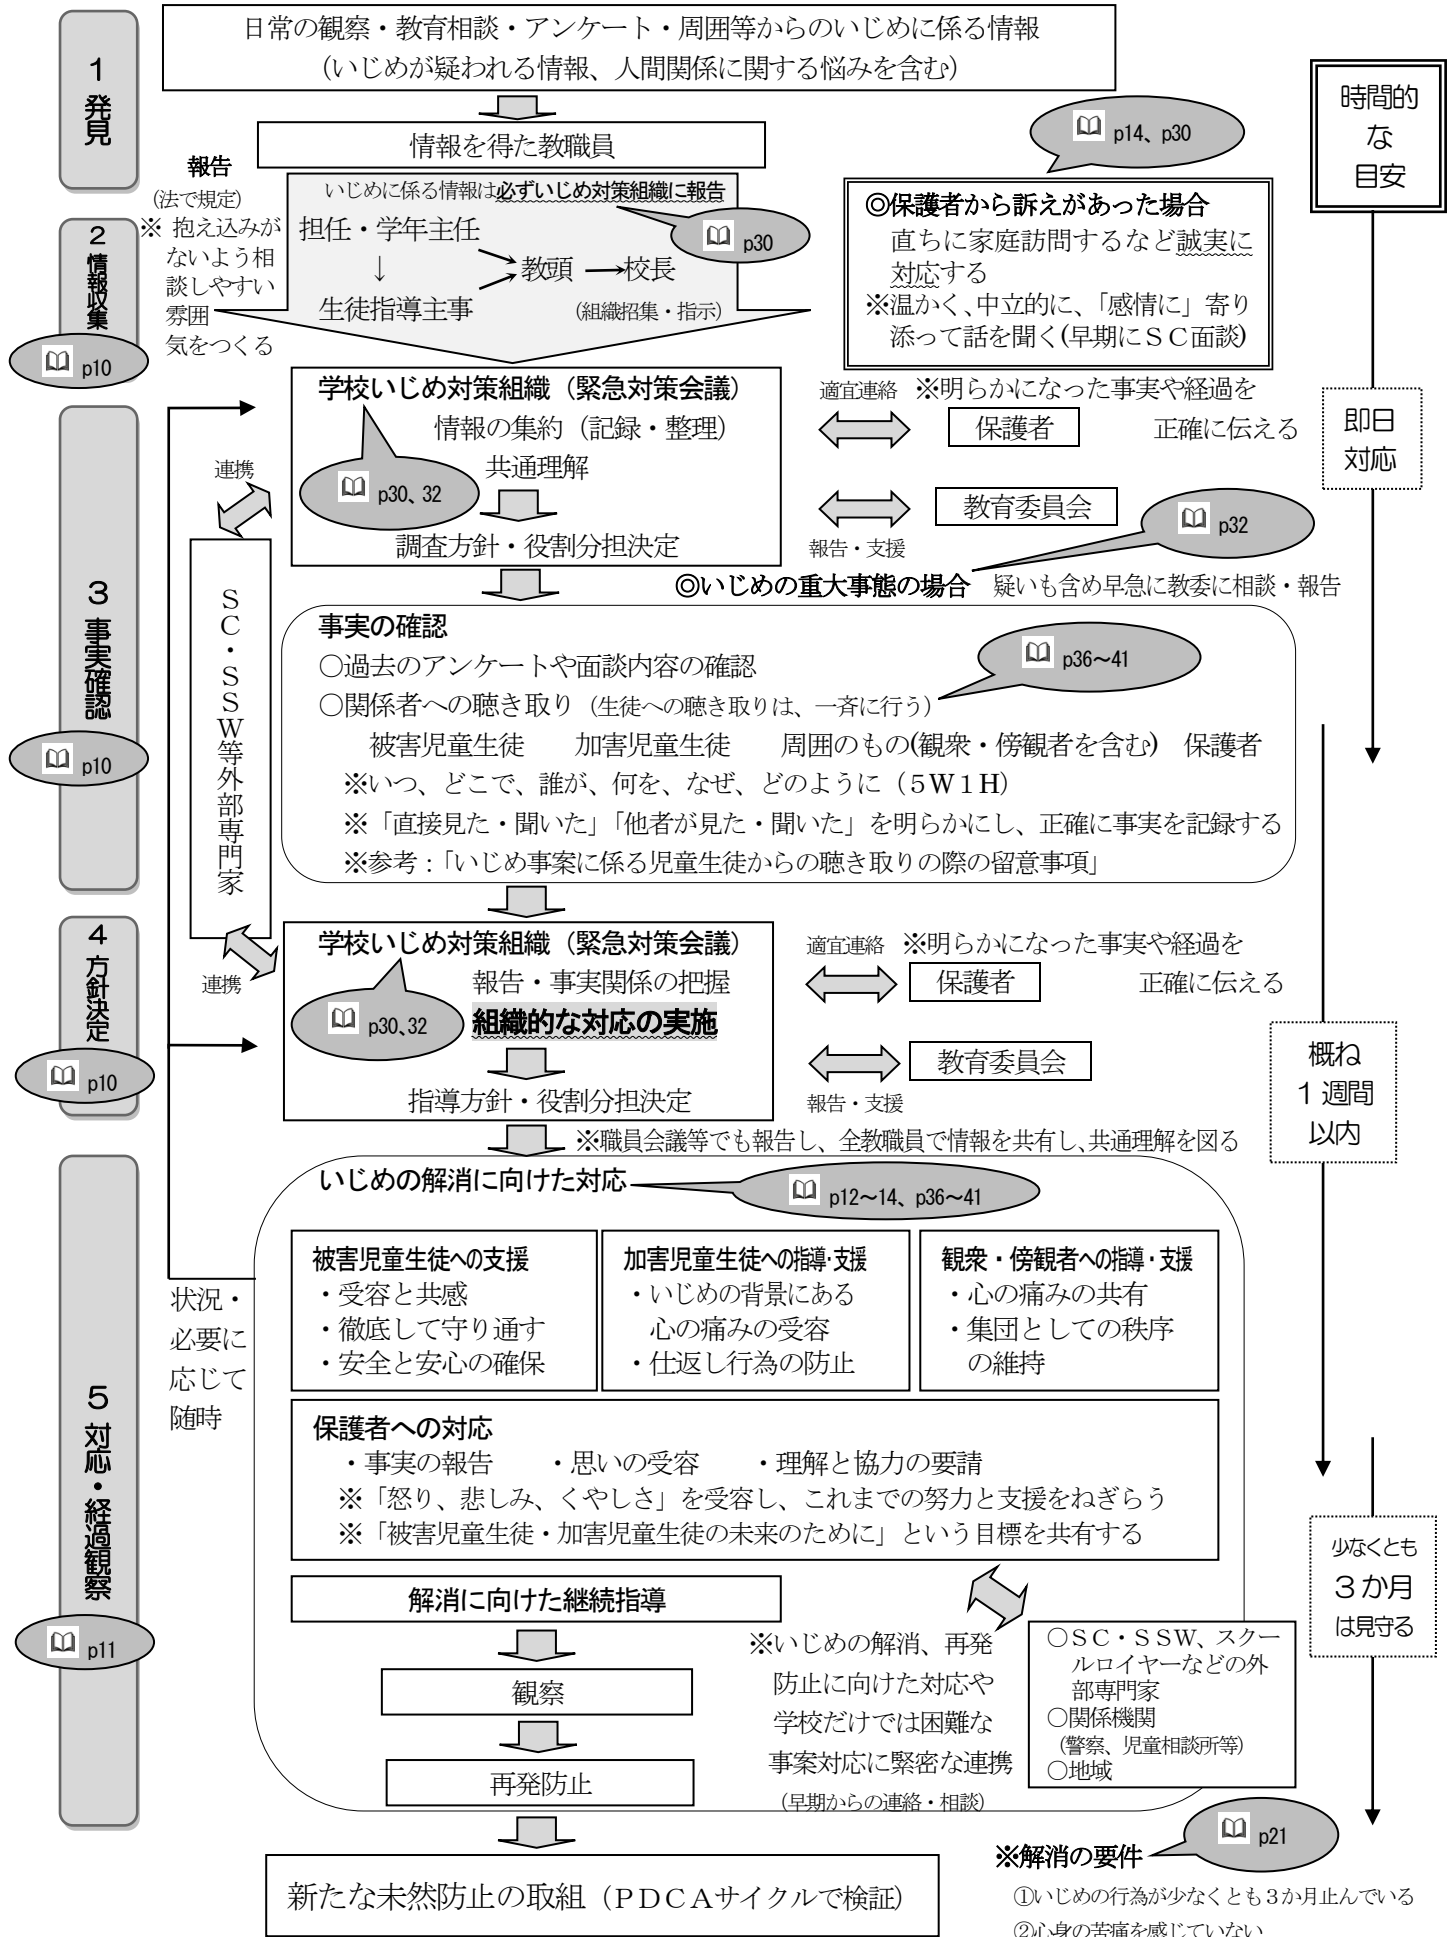 日常の観察・教育相談・アンケート・周囲等からのいじめに係る情報
（いじめが疑われる情報、人間関係に関する悩みを含む）
1 発見
時間的
な
目安
情報を得た教職員
p14、p30
報告
（法で規定）
※ 抱え込みが
ないよう相
談しやすい
雰囲
気をつくる
いじめに係る情報は必ずいじめ対策組織に報告
担任・学年主任
↓
生徒指導主事
教頭
校長
（組織招集・指示）
p30
◎保護者から訴えがあった場合
直ちに家庭訪問するなど誠実に
対応する
※温かく、中立的に、「感情に」寄り
添って話を聞く(早期にＳＣ面談)
2 情報収集
p10
学校いじめ対策組織（緊急対策会議）
情報の集約（記録・整理）
共通理解
p30、32
調査方針・役割分担決定
適宜連絡
※明らかになった事実や経過を
保護者
正確に伝える
教育委員会
報告・支援
p32
即日
対応
連携
◎いじめの重大事態の場合 疑いも含め早急に教委に相談・報告
3 事実確認
p10
ＳＣ・ＳＳＷ等外部専門家
事実の確認
○過去のアンケートや面談内容の確認
p36～41
○関係者への聴き取り（生徒への聴き取りは、一斉に行う）
被害児童生徒 加害児童生徒 周囲のもの(観衆・傍観者を含む) 保護者
※いつ、どこで、誰が、何を、なぜ、どのように（５Ｗ１Ｈ）
※「直接見た・聞いた」「他者が見た・聞いた」を明らかにし、正確に事実を記録する
※参考：「いじめ事案に係る児童生徒からの聴き取りの際の留意事項」
4 方針決定
p10
連携
学校いじめ対策組織（緊急対策会議）
報告・事実関係の把握
組織的な対応の実施
p30、32
指導方針・役割分担決定
適宜連絡
※明らかになった事実や経過を
保護者
正確に伝える
教育委員会
報告・支援
概ね
１週間
以内
※職員会議等でも報告し、全教職員で情報を共有し、共通理解を図る
5 対応・経過観察
p11
状況・
必要に
応じて
随時
いじめの解消に向けた対応
p12～14、p36～41
被害児童生徒への支援
・受容と共感
・徹底して守り通す
・安全と安心の確保
加害児童生徒への指導・支援
・いじめの背景にある
心の痛みの受容
・仕返し行為の防止
観衆・傍観者への指導・支援
・心の痛みの共有
・集団としての秩序
の維持
保護者への対応
・事実の報告 ・思いの受容 ・理解と協力の要請
※「怒り、悲しみ、くやしさ」を受容し、これまでの努力と支援をねぎらう
※「被害児童生徒・加害児童生徒の未来のために」という目標を共有する
少なくとも
３か月
は見守る
解消に向けた継続指導
観察
再発防止
※いじめの解消、再発
防止に向けた対応や
学校だけでは困難な
事案対応に緊密な連携
（早期からの連絡・相談）
○ＳＣ・ＳＳＷ、スクー
ルロイヤーなどの外
部専門家
○関係機関
（警察、児童相談所等）
○地域
p21
※解消の要件
①いじめの行為が少なくとも３か月止んでいる
②心身の苦痛を感じていない
新たな未然防止の取組（ＰＤＣＡサイクルで検証）